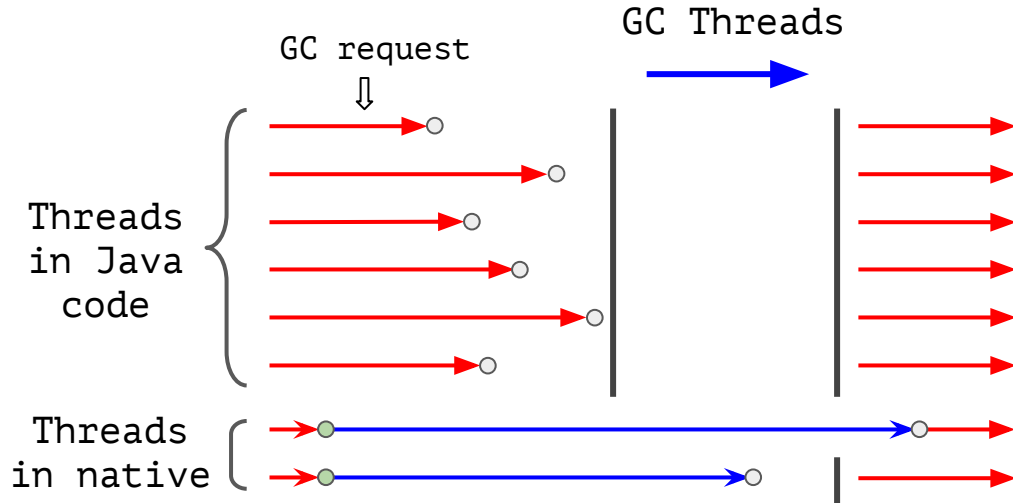 GC Threads
GC request
Threads
in Java
code
Threads
in native